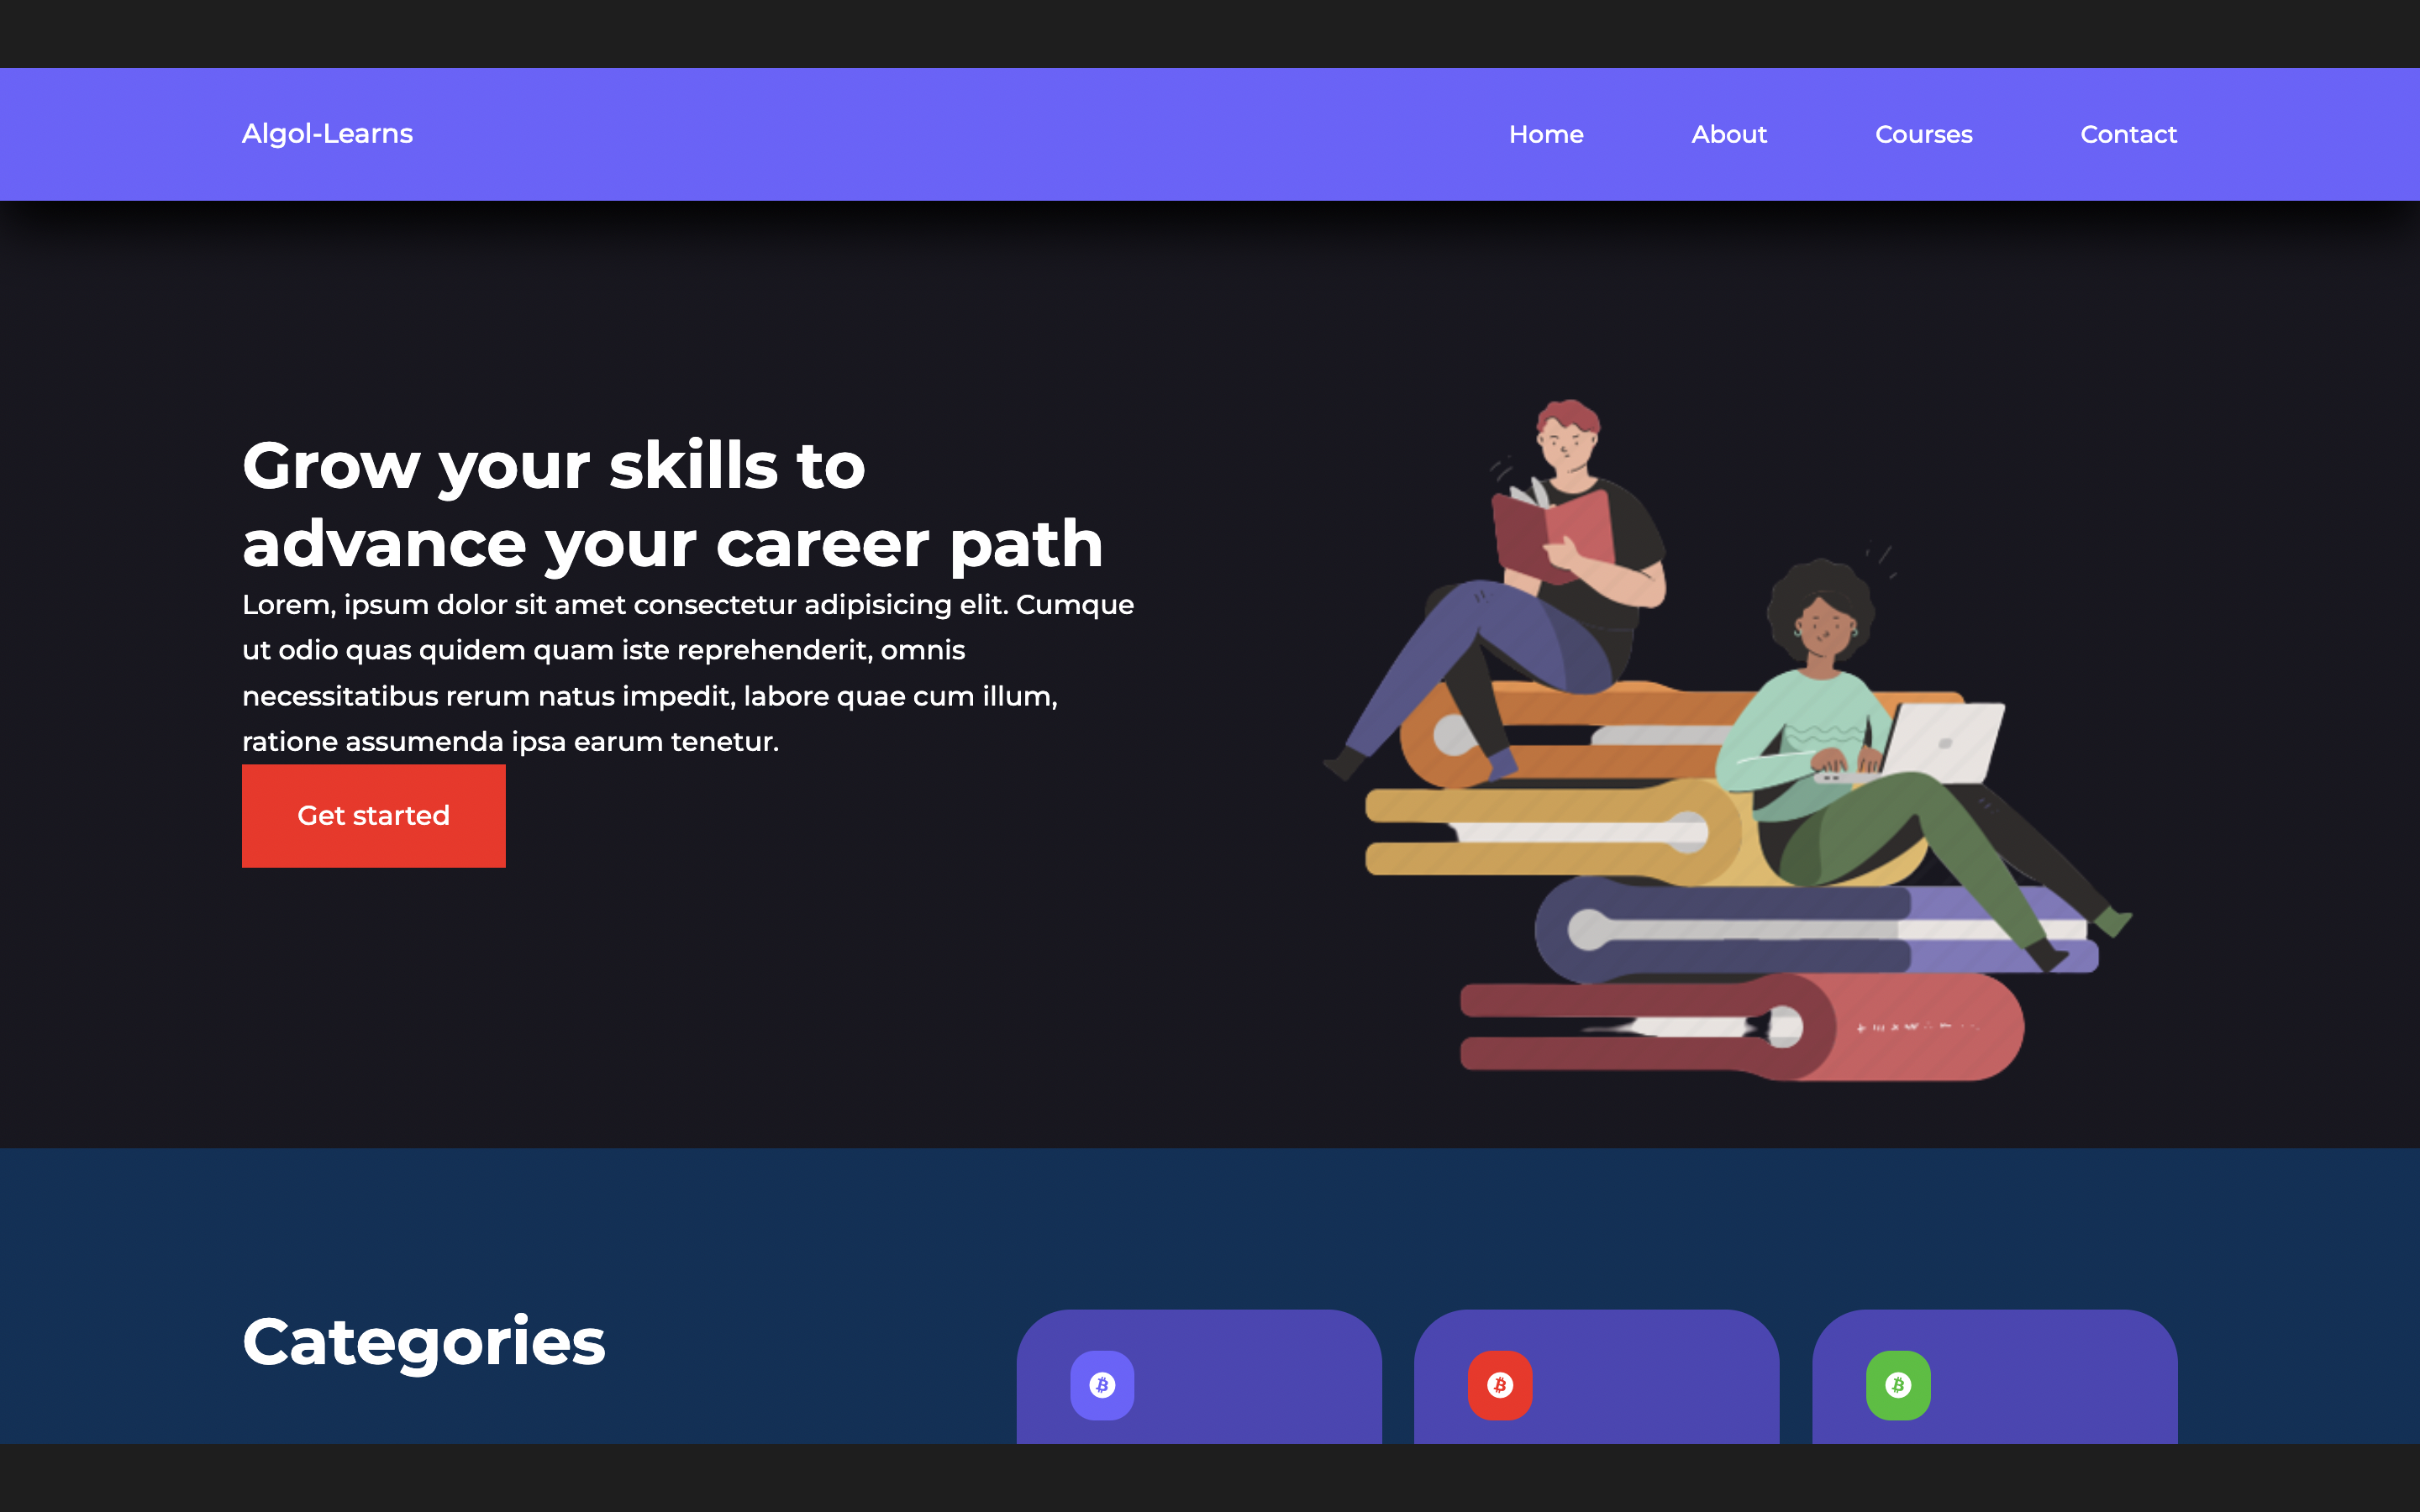 Algol-Learns
Home About Courses Contact
Grow your skills to
advance your career path
Lorem, ipsum dolor sit amet consectetur adipisicing elit. Cumque
ut odio quas quidem quam iste reprehenderit, omnis
necessitatibus rerum natus impedit, labore quae cum illum,
ratione assumenda ipsa earum tenetur.
Get started
Categories